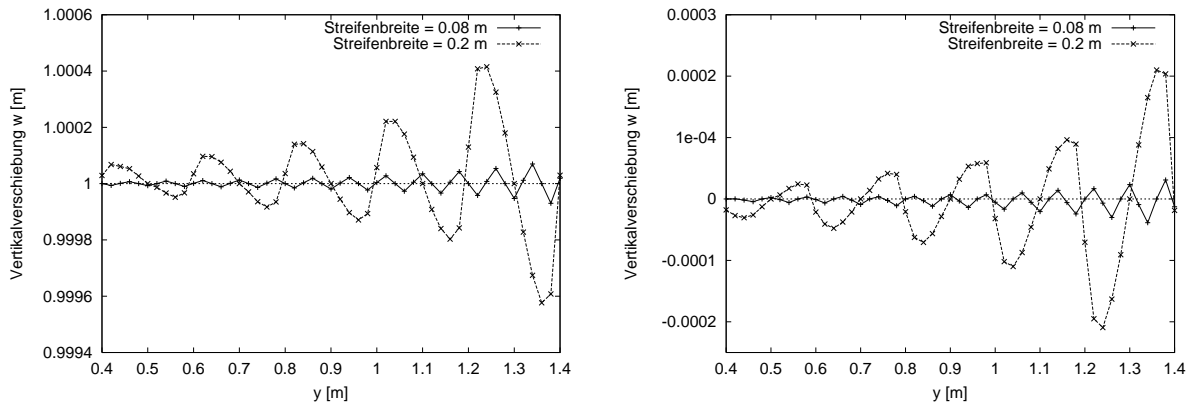 1.0006
1.0004
1.0002
1
0.9998
0.9996
0.9994
Vertikalverschiebung w [m]
Streifenbreite = 0.08 m
Streifenbreite = 0.2 m
0.4 0.5 0.6 0.7 0.8 0.9 1 1.1 1.2 1.3 1.4
y [m]
0.0003
0.0002
1e-04
0
-0.0001
-0.0002
Vertikalverschiebung w [m]
Streifenbreite = 0.08 m
Streifenbreite = 0.2 m
0.4 0.5 0.6 0.7 0.8 0.9 1 1.1 1.2 1.3 1.4
y [m]